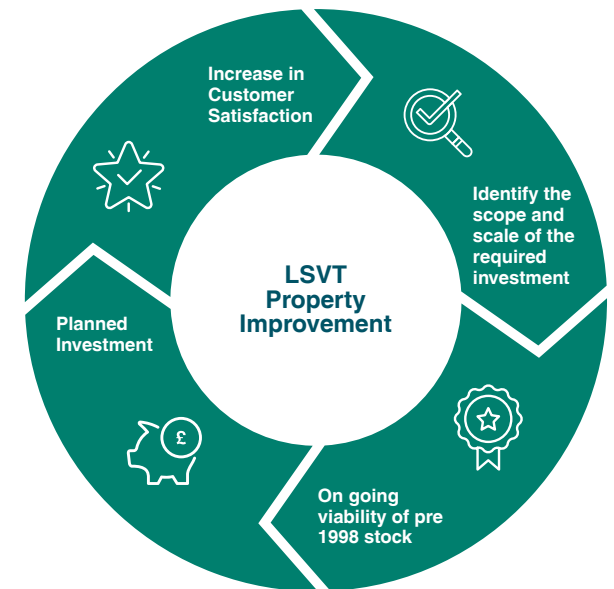 Increase in
Customer
Satisfaction
Identify the
scope and
scale of the
required
investment
LSVT
Property
Improvement
Planned
Investment
£
On going
viability of pre
1998 stock